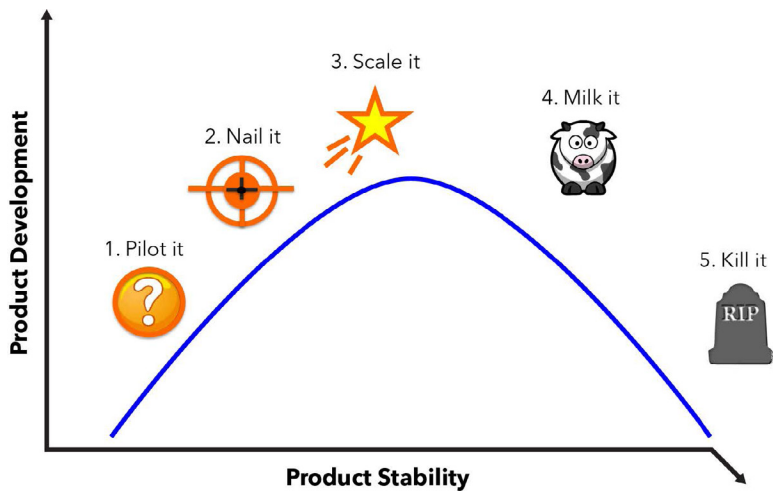 3. Scale it
4. Milk it
2. Nail it
1. Pilot it
?
5. Kill it
RIP
Product Development
Product Stability